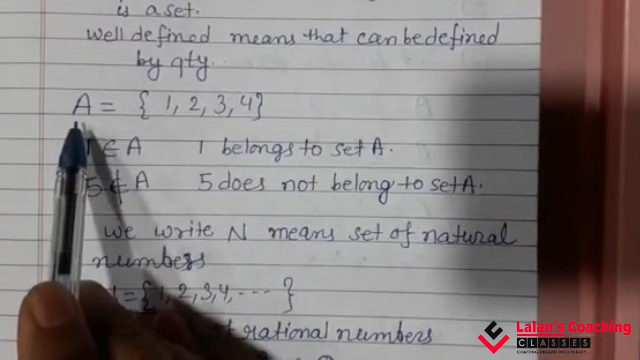 is a set.
well defined means that can be defined
by qty.
A = { 1, 2, 3, 4}
1 ∈ A 1 belongs to set A.
5 ∉ A 5 does not belong to set A.
we write N means set of natural
numbers
= {1, 2, 3, 4, ---- }
rational numbers
Lalan's Coaching
CLASSES